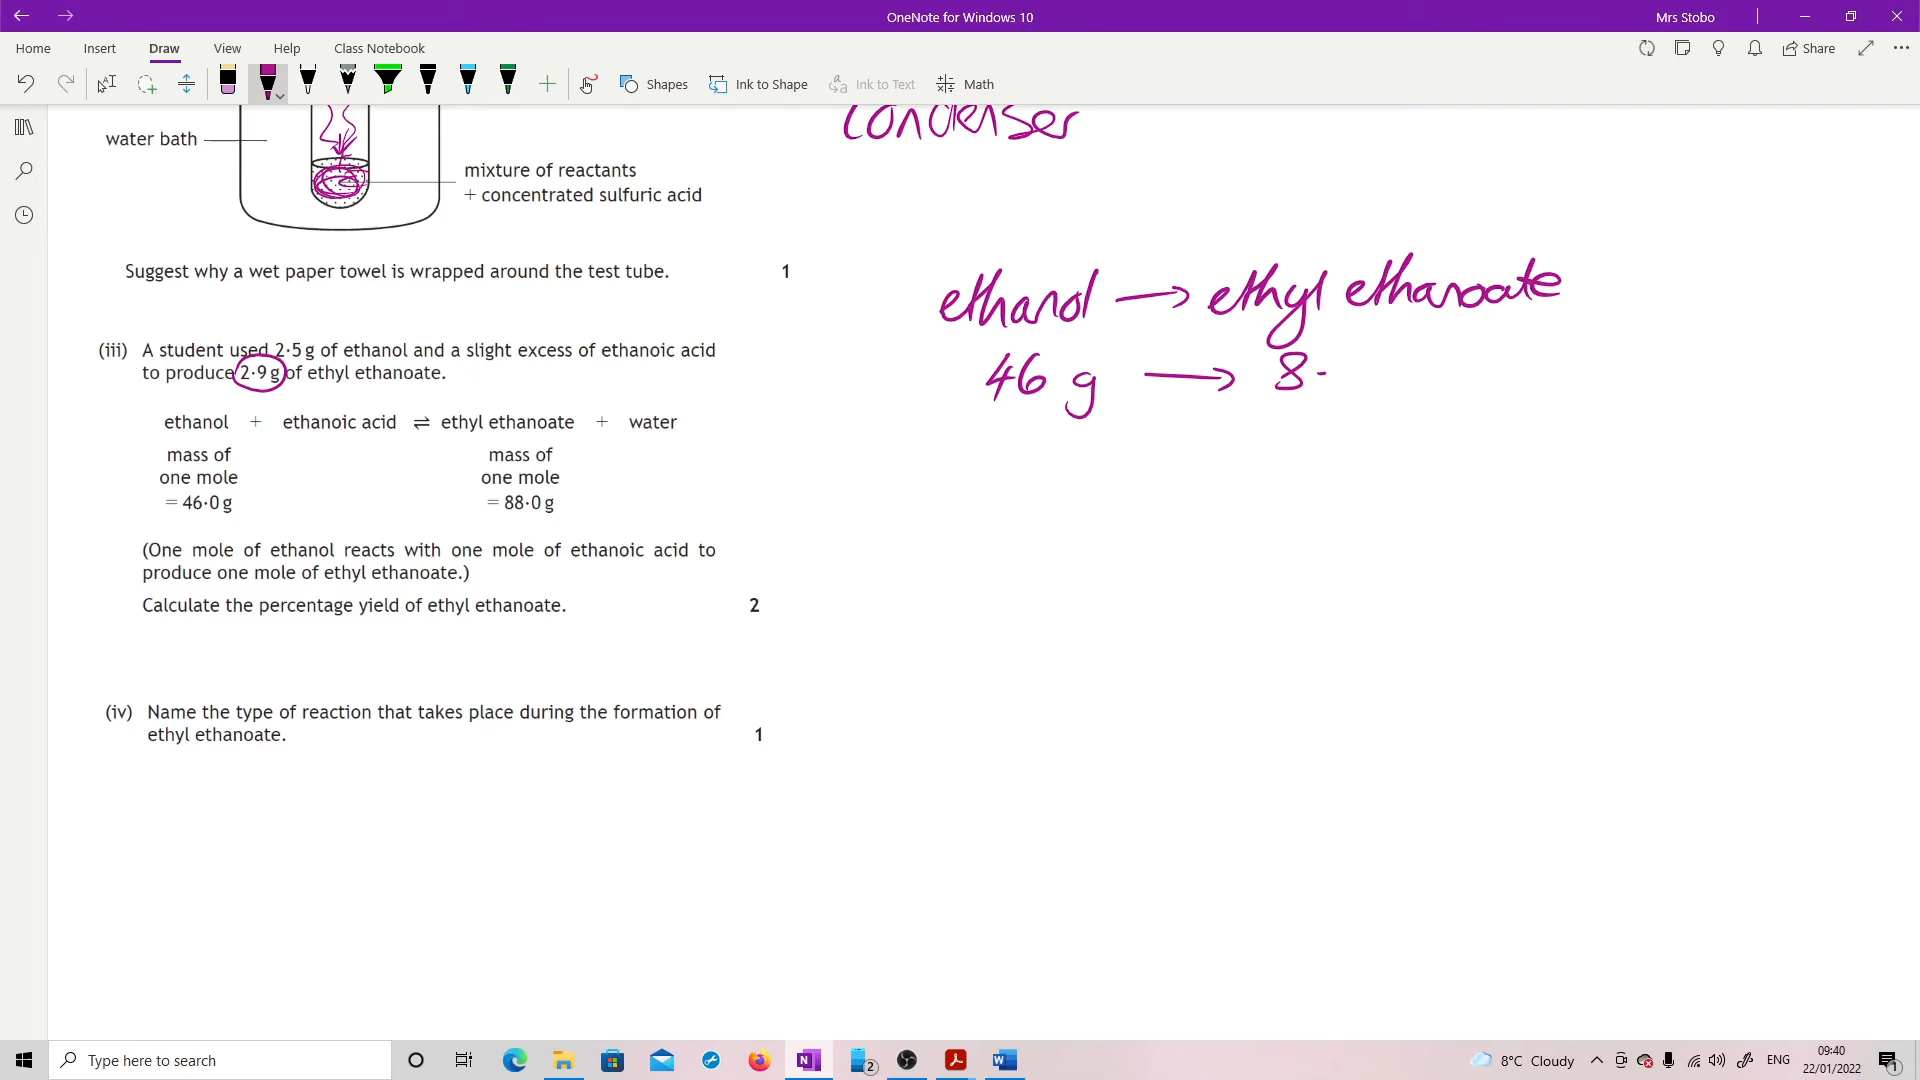 OneNote for Windows 10
Mrs Stobo
Home Insert Draw View Help Class Notebook
Share
Shapes Ink to Shape Ink to Text Math
condenser
water bath
mixture of reactants
+ concentrated sulfuric acid
Suggest why a wet paper towel is wrapped around the test tube. 1
ethanol → ethyl ethanoate
46 g → 8
(iii) A student used 2·5 g of ethanol and a slight excess of ethanoic acid
to produce 2·9 g of ethyl ethanoate.
ethanol + ethanoic acid ⇌ ethyl ethanoate + water
mass of mass of
one mole one mole
= 46·0 g = 88·0 g
(One mole of ethanol reacts with one mole of ethanoic acid to
produce one mole of ethyl ethanoate.)
Calculate the percentage yield of ethyl ethanoate. 2
(iv) Name the type of reaction that takes place during the formation of
ethyl ethanoate. 1
Type here to search
2
8°C Cloudy
ENG
09:40
22/01/2022
1